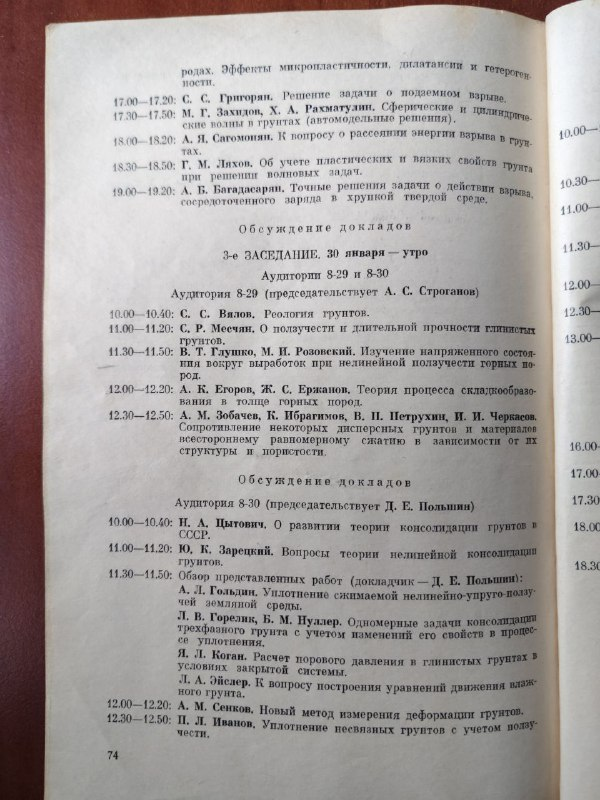 родах. Эффекты микропластичности, дилатансии и гетероген-
ности.
17.00—17.20: С. С. Григорян. Решение задачи о подземном взрыве.
17.30—17.50: М. Г. Захидов, Х. А. Рахматулин. Сферические и цилиндриче-
ские волны в грунтах (автомодельные решения).
18.00—18.20: А. Я. Сагомонян. К вопросу о рассеянии энергии взрыва в грун-
тах.
18.30—18.50: Г. М. Ляхов. Об учете пластических и вязких свойств грунта
при решении волновых задач.
19.00—19.20: А. Б. Багадасарян. Точные решения задачи о действии взрыва,
сосредоточенного заряда в хрупкой твердой среде.
Обсуждение докладов
3-е ЗАСЕДАНИЕ, 30 января — утро
Аудитории 8-29 и 8-30
Аудитория 8-29 (председательствует А. С. Строганов)
10.00—10.40: С. С. Вялов. Реология грунтов.
11.00—11.20: С. Р. Месчян. О ползучести и длительной прочности глинистых
грунтов.
11.30—11.50: В. Т. Глушко, М. И. Розовский. Изучение напряженного состоя-
ния вокруг выработок при нелинейной ползучести горных по-
род.
12.00—12.20: А. К. Егоров, Ж. С. Ержанов. Теория процесса складкообразо-
вания в толще горных пород.
12.30—12.50: А. М. Зобачев, К. Ибрагимов, В. П. Петрухин, И. И. Черкасов.
Сопротивление некоторых дисперсных грунтов и материалов
всестороннему равномерному сжатию в зависимости от их
структуры и пористости.
Обсуждение докладов
Аудитория 8-30 (председательствует Д. Е. Польшин)
10.00—10.40: Н. А. Цытович. О развитии теории консолидации грунтов в
СССР.
11.00—11.20: Ю. К. Зарецкий. Вопросы теории нелинейной консолидации
грунтов.
11.30—11.50: Обзор представленных работ (докладчик — Д. Е. Польшин):
А. Л. Гольдин. Уплотнение сжимаемой нелинейно-упруго-ползу-
чей земляной среды.
Л. В. Горелик, Б. М. Нуллер. Одномерные задачи консолидации
трехфазного грунта с учетом изменений его свойств в процес-
се уплотнения.
Я. Л. Коган. Расчет порового давления в глинистых грунтах в
условиях закрытой системы.
Л. А. Эйслер. К вопросу построения уравнений движения влаж-
ного грунта.
12.00—12.20: А. М. Сенков. Новый метод измерения деформации грунтов.
12.30—12.50: П. Л. Иванов. Уплотнение несвязных грунтов с учетом ползу-
чести.
74
10.00—
10.30—
11.00—
11.30—
12.00—
12.30—
13.00—
16.00—
17.00—
17.30—
18.00—
18.30—